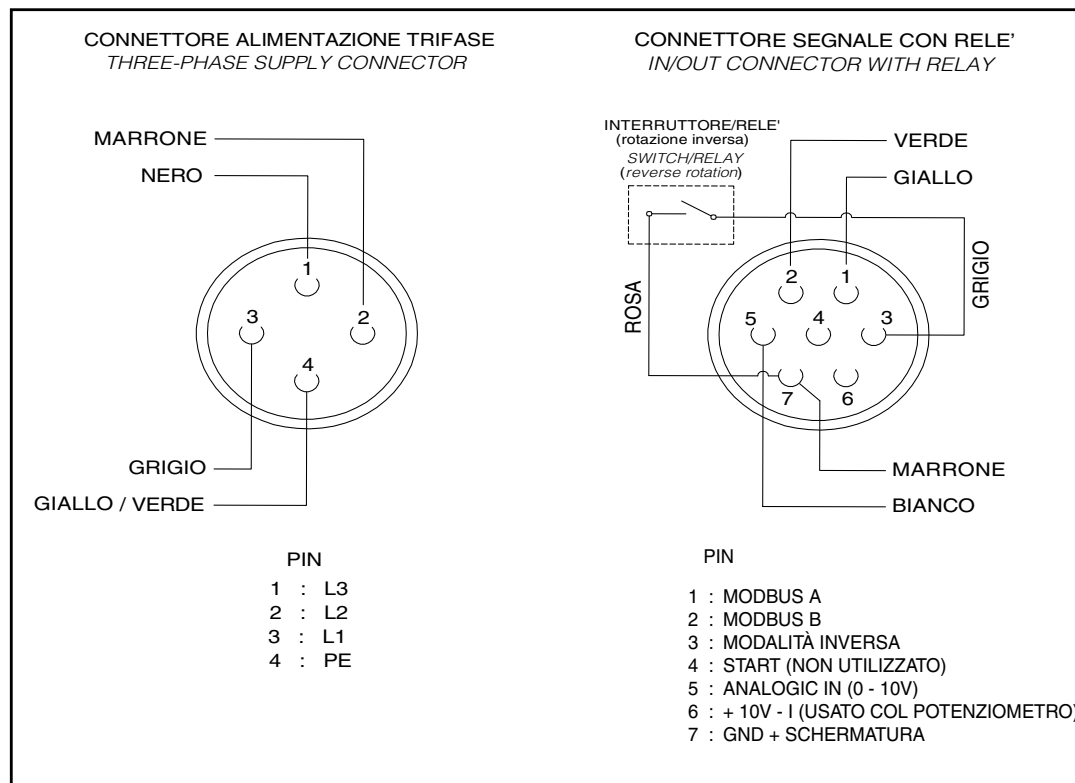 CONNETTORE ALIMENTAZIONE TRIFASE
THREE-PHASE SUPPLY CONNECTOR
MARRONE
NERO
1
3
2
4
GRIGIO
GIALLO / VERDE
PIN
1 : L3
2 : L2
3 : L1
4 : PE
CONNETTORE SEGNALE CON RELE'
IN/OUT CONNECTOR WITH RELAY
INTERRUTTORE/RELE'
(rotazione inversa)
SWITCH/RELAY
(reverse rotation)
VERDE
GIALLO
ROSA
GRIGIO
2
1
5
4
3
7
6
MARRONE
BIANCO
PIN
1 : MODBUS A
2 : MODBUS B
3 : MODALITÀ INVERSA
4 : START (NON UTILIZZATO)
5 : ANALOGIC IN (0 - 10V)
6 : + 10V - I (USATO COL POTENZIOMETRO)
7 : GND + SCHERMATURA